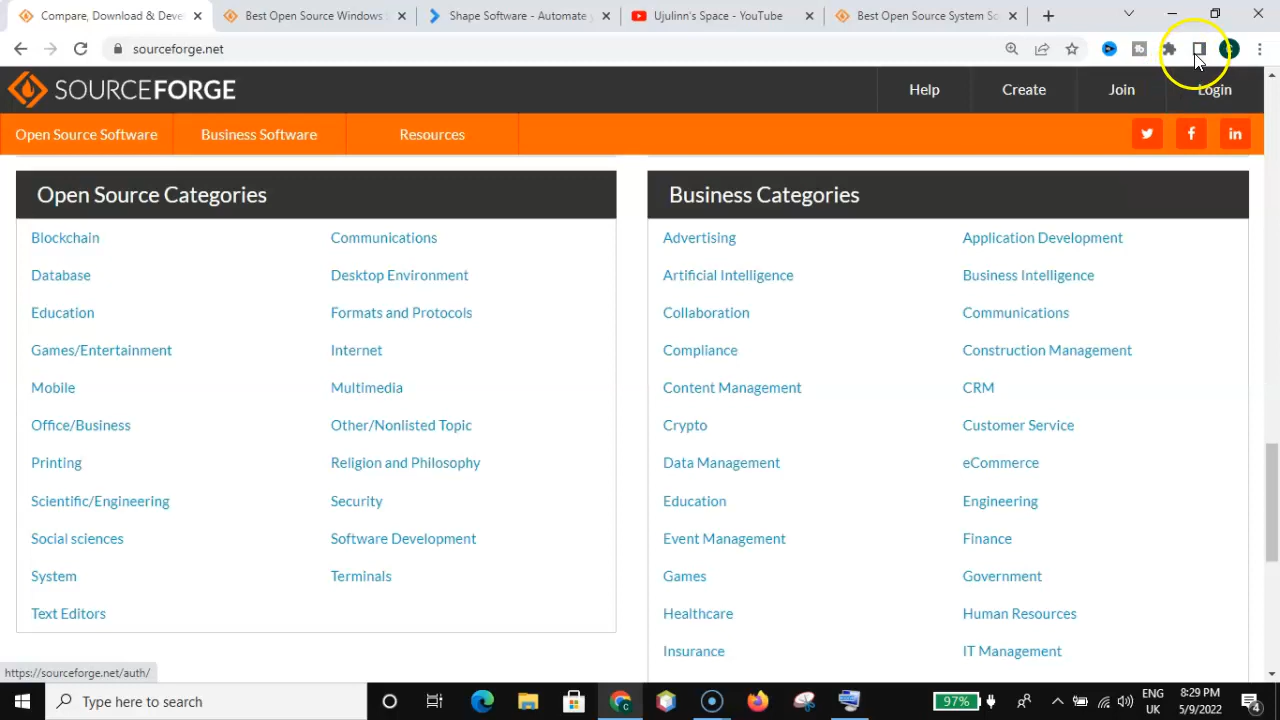 Compare, Download & Deve
Best Open Source Windows
Shape Software - Automate y
Ujulinn's Space - YouTube
Best Open Source System So
sourceforge.net
C
SOURCEFORGE
Help
Create
Join
Login
Open Source Software
Business Software
Resources
Open Source Categories
Business Categories
Blockchain
Communications
Advertising
Application Development
Database
Desktop Environment
Artificial Intelligence
Business Intelligence
Education
Formats and Protocols
Collaboration
Communications
Games/Entertainment
Internet
Compliance
Construction Management
Mobile
Multimedia
Content Management
CRM
Office/Business
Other/Nonlisted Topic
Crypto
Customer Service
Printing
Religion and Philosophy
Data Management
eCommerce
Scientific/Engineering
Security
Education
Engineering
Social sciences
Software Development
Event Management
Finance
System
Terminals
Games
Government
Text Editors
Healthcare
Human Resources
Insurance
IT Management
https://sourceforge.net/auth/
Type here to search
97%
ENG
UK
8:29 PM
5/9/2022
4